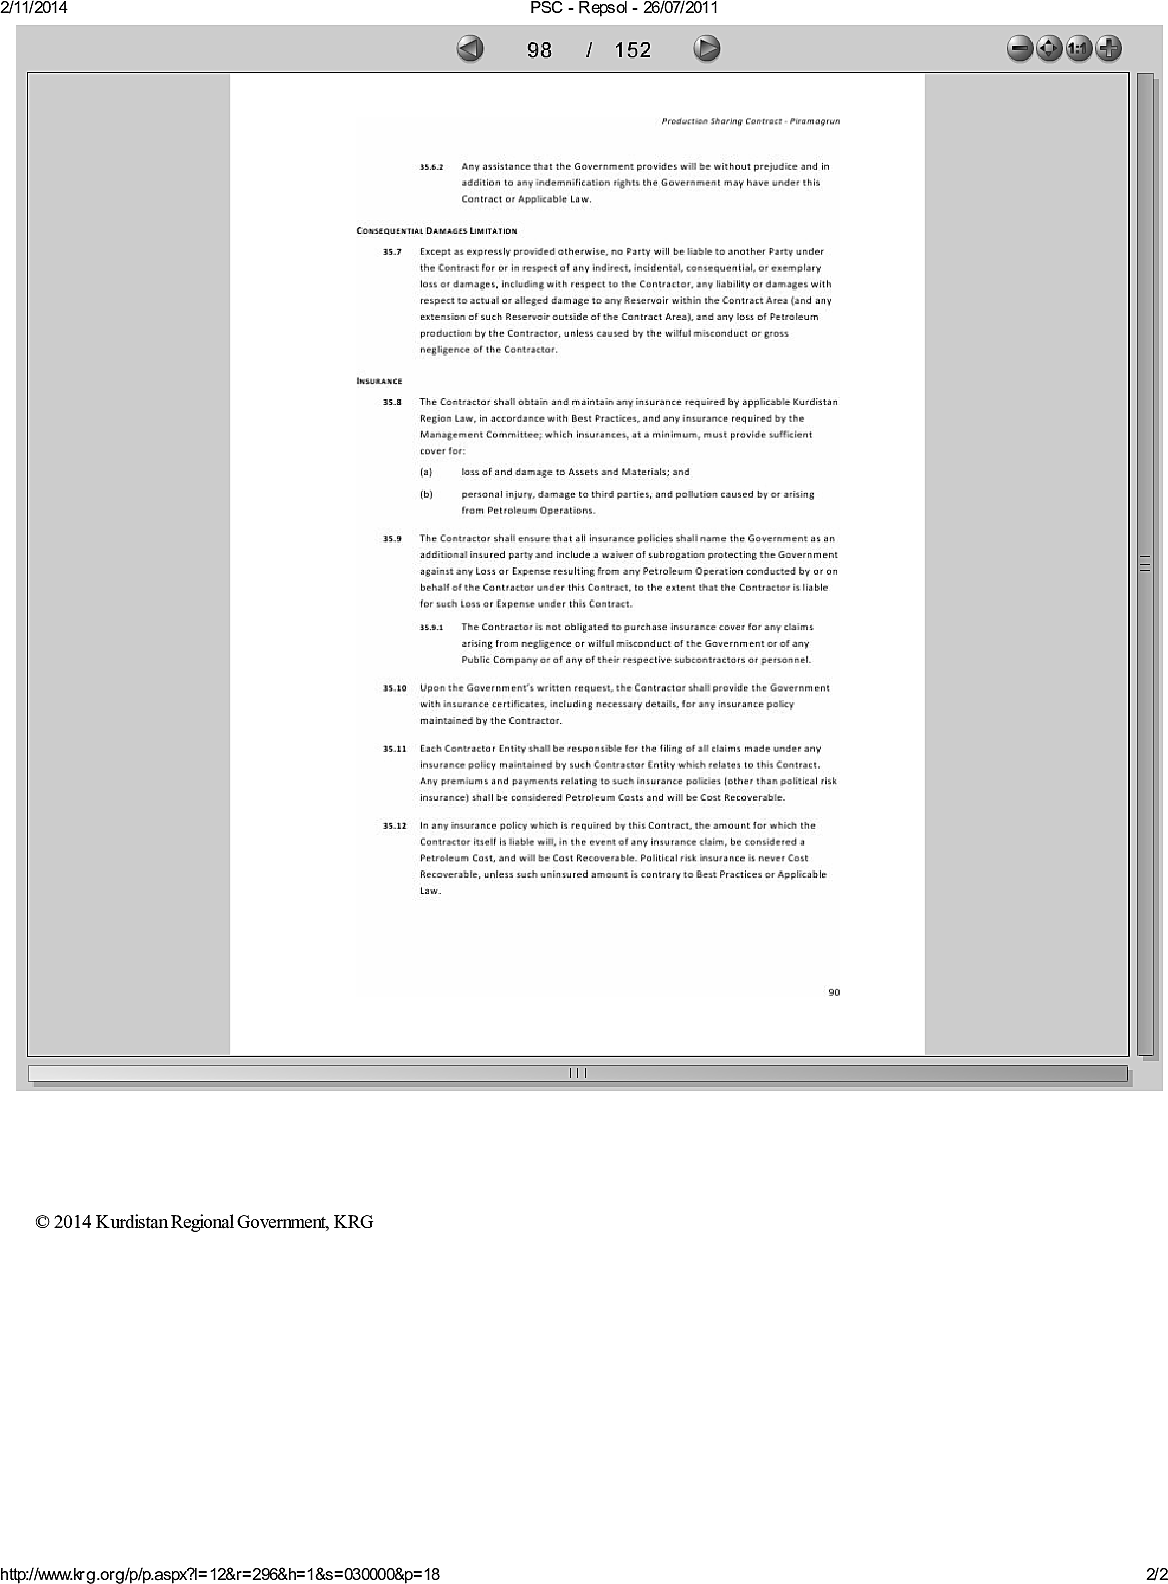 2/11/2014 PSC - Repsol - 26/07/2011
98 / 152
1:1
Production Sharing Contract - Piramagrun
35.6.2 Any assistance that the Government provides will be without prejudice and in
addition to any indemnification rights the Government may have under this
Contract or Applicable Law.
CONSEQUENTIAL DAMAGES LIMITATION
35.7 Except as expressly provided otherwise, no Party will be liable to another Party under
the Contract for or in respect of any indirect, incidental, consequential, or exemplary
loss or damages, including with respect to the Contractor, any liability or damages with
respect to actual or alleged damage to any Reservoir within the Contract Area (and any
extension of such Reservoir outside of the Contract Area), and any loss of Petroleum
production by the Contractor, unless caused by the wilful misconduct or gross
negligence of the Contractor.
INSURANCE
35.8 The Contractor shall obtain and maintain any insurance required by applicable Kurdistan
Region Law, in accordance with Best Practices, and any insurance required by the
Management Committee; which insurances, at a minimum, must provide sufficient
cover for:
(a) loss of and damage to Assets and Materials; and
(b) personal injury, damage to third parties, and pollution caused by or arising
from Petroleum Operations.
35.9 The Contractor shall ensure that all insurance policies shall name the Government as an
additional insured party and include a waiver of subrogation protecting the Government
against any Loss or Expense resulting from any Petroleum Operation conducted by or on
behalf of the Contractor under this Contract, to the extent that the Contractor is liable
for such Loss or Expense under this Contract.
35.9.1 The Contractor is not obligated to purchase insurance cover for any claims
arising from negligence or wilful misconduct of the Government or of any
Public Company or of any of their respective subcontractors or personnel.
35.10 Upon the Government's written request, the Contractor shall provide the Government
with insurance certificates, including necessary details, for any insurance policy
maintained by the Contractor.
35.11 Each Contractor Entity shall be responsible for the filing of all claims made under any
insurance policy maintained by such Contractor Entity which relates to this Contract.
Any premiums and payments relating to such insurance policies (other than political risk
insurance) shall be considered Petroleum Costs and will be Cost Recoverable.
35.12 In any insurance policy which is required by this Contract, the amount for which the
Contractor itself is liable will, in the event of any insurance claim, be considered a
Petroleum Cost, and will be Cost Recoverable. Political risk insurance is never Cost
Recoverable, unless such uninsured amount is contrary to Best Practices or Applicable
Law.
90
© 2014 Kurdistan Regional Government, KRG
http://www.krg.org/p/p.aspx?l=12&r=296&h=1&s=030000&p=18 2/2